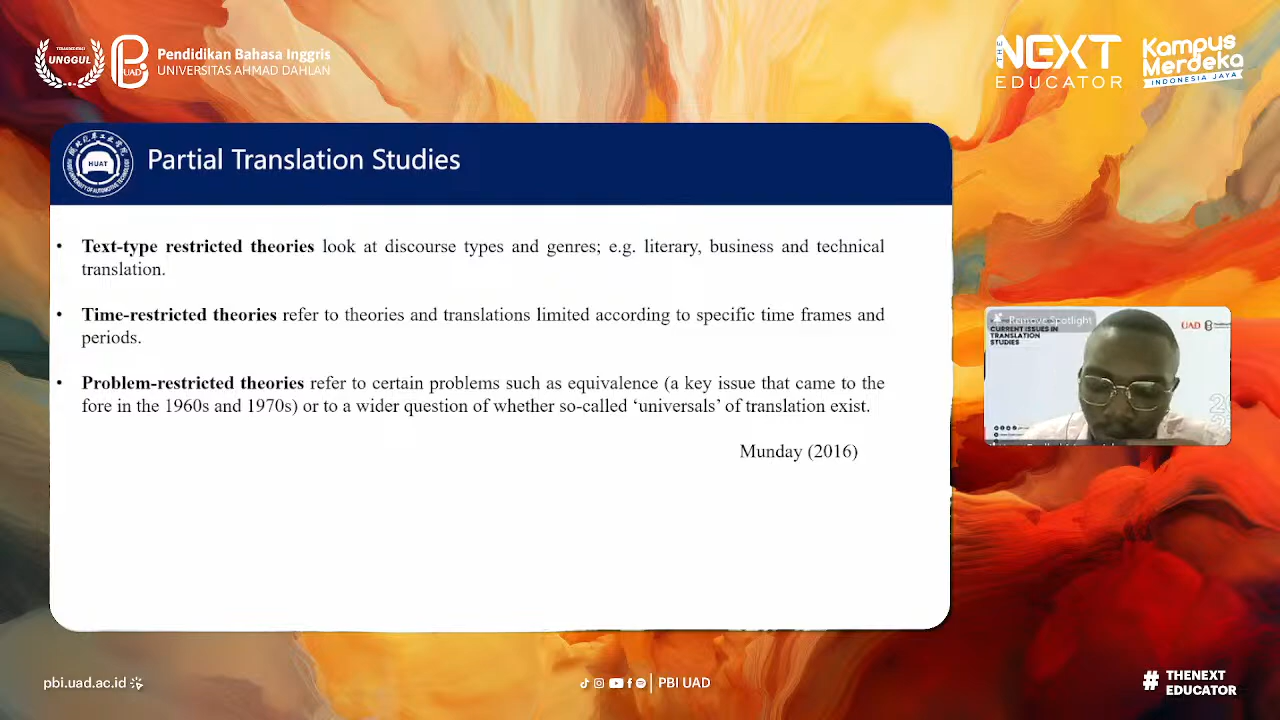 TERAKREDITASI
UNGGUL
UAD
Pendidikan Bahasa Inggris
UNIVERSITAS AHMAD DAHLAN
THE NEXT
EDUCATOR
Kampus
Merdeka
INDONESIA JAYA
HUAT
Partial Translation Studies
• Text-type restricted theories look at discourse types and genres; e.g. literary, business and technical
translation.
• Time-restricted theories refer to theories and translations limited according to specific time frames and
periods.
• Problem-restricted theories refer to certain problems such as equivalence (a key issue that came to the
fore in the 1960s and 1970s) or to a wider question of whether so-called ‘universals’ of translation exist.
Munday (2016)
Remove Spotlight
CURRENT ISSUES IN
TRANSLATION
STUDIES
UAD
pbi.uad.ac.id
PBI UAD
# THENEXT
EDUCATOR